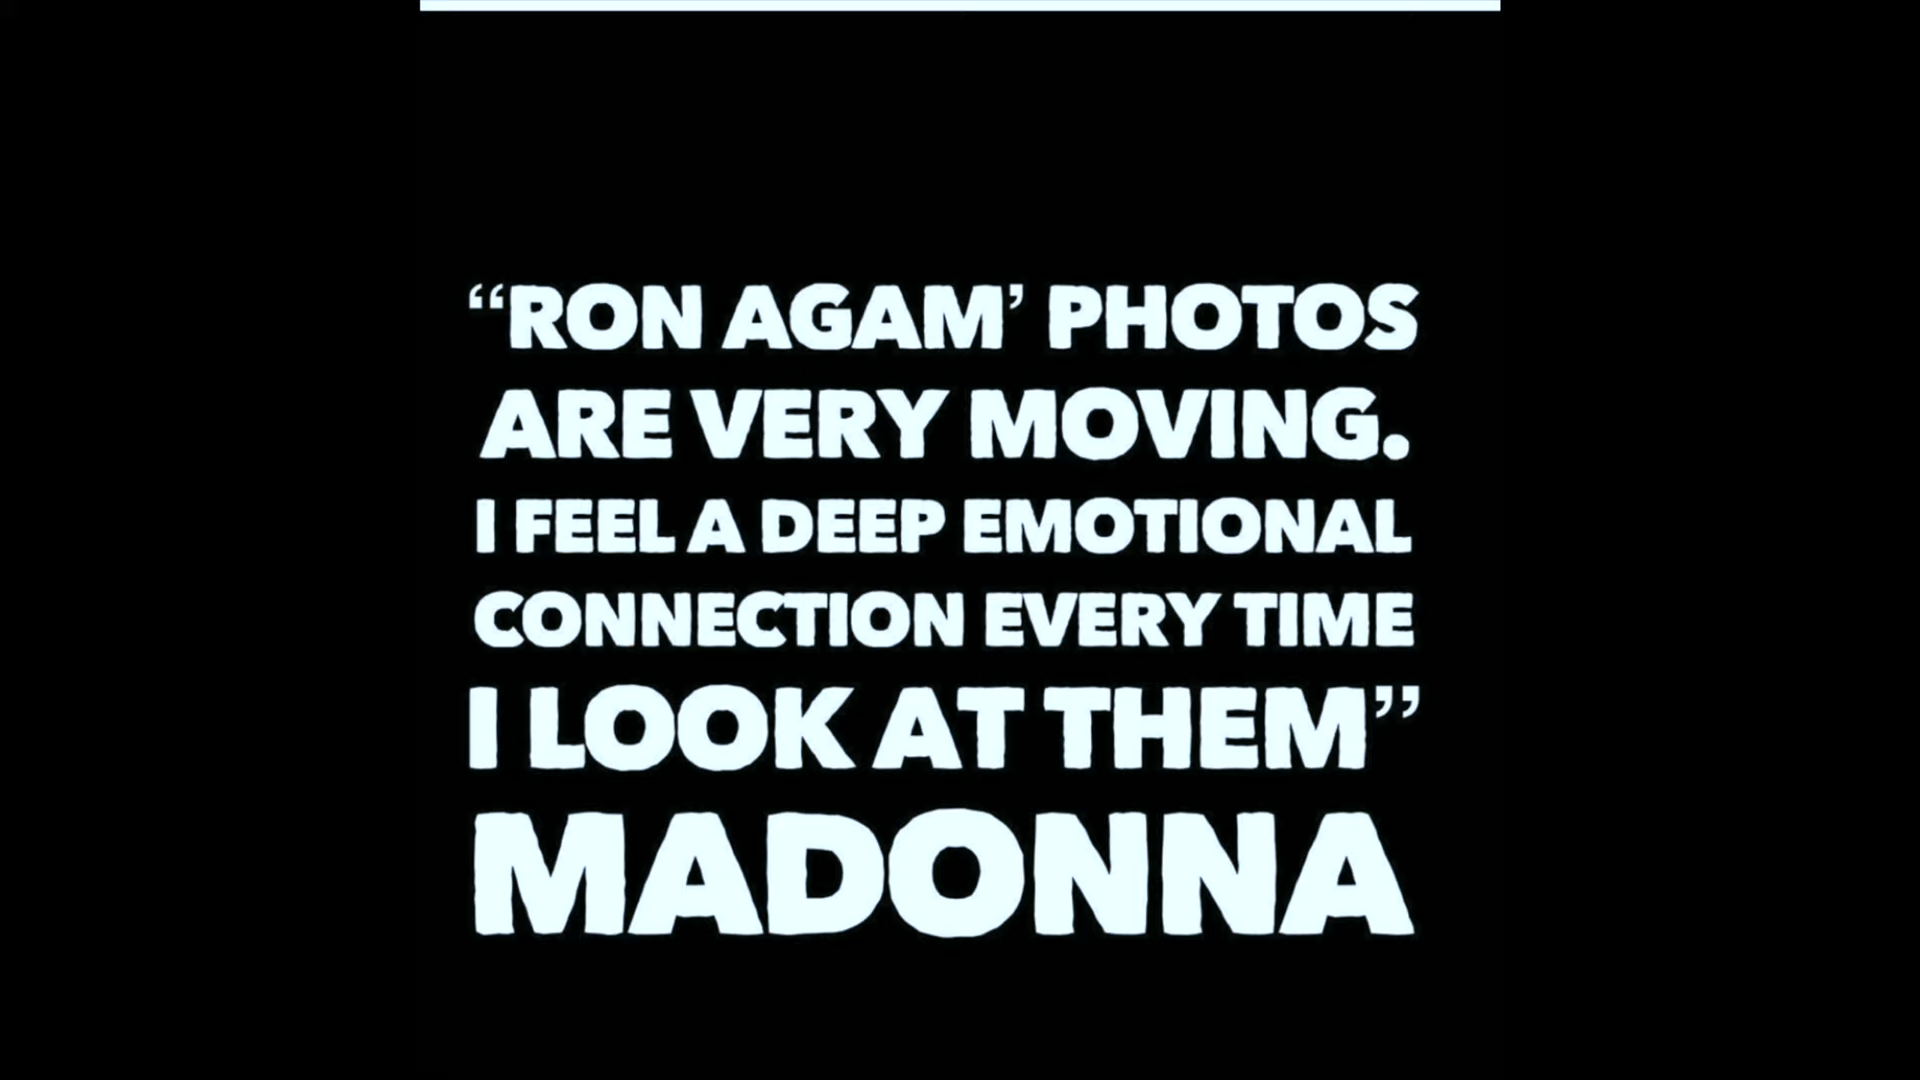 “RON AGAM’ PHOTOS
ARE VERY MOVING.
I FEEL A DEEP EMOTIONAL
CONNECTION EVERY TIME
I LOOK AT THEM”
MADONNA